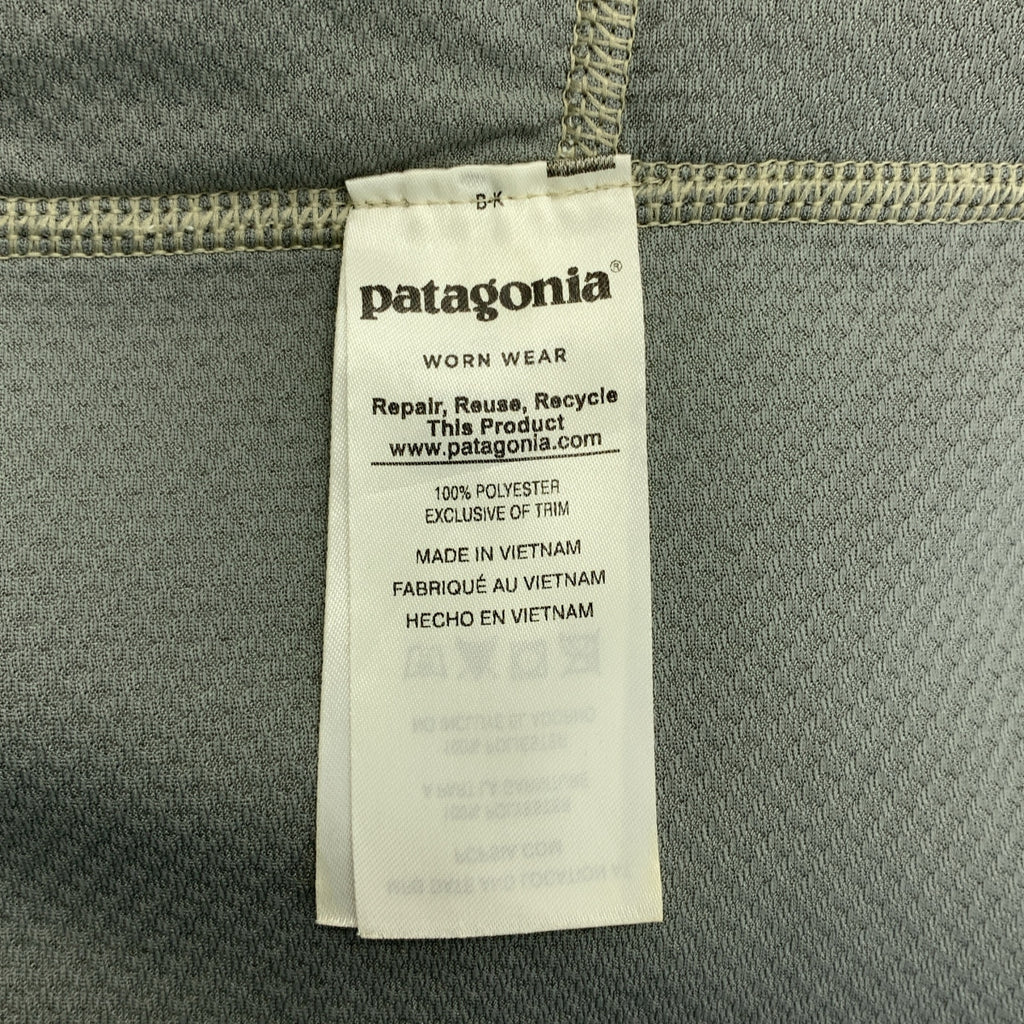 B-K
patagonia®
WORN WEAR
Repair, Reuse, Recycle
This Product
www.patagonia.com
100% POLYESTER
EXCLUSIVE OF TRIM
MADE IN VIETNAM
FABRIQUÉ AU VIETNAM
HECHO EN VIETNAM